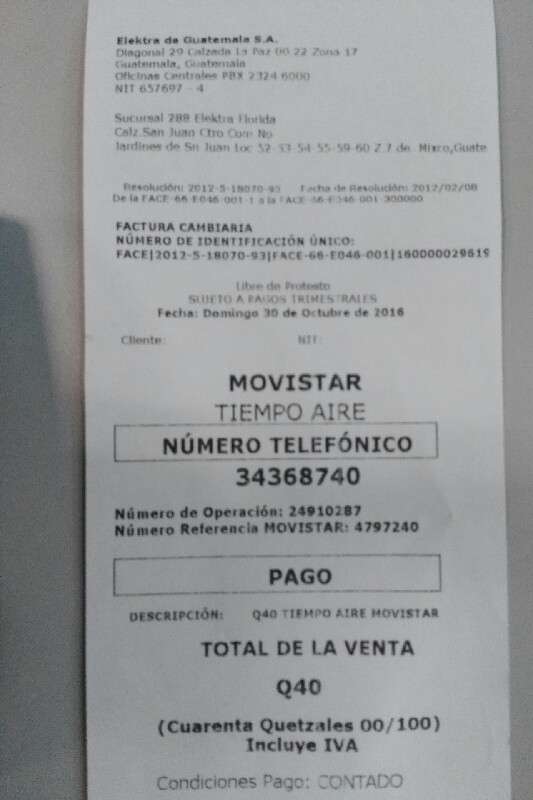 Elektra de Guatemala S.A.
Diagonal 29 Calzada La Paz 00 22 Zona 17
Guatemala, Guatemala
Oficinas Centrales PBX 2324 6000
NIT 657697 - 4
Sucursal 288 Elektra Florida
Calz.San Juan Ctro Com No
Jardines de Sn Juan Loc 52-53-54-55-59-60 Z.7 de Mixco,Guate
Resolución: 2012-5-18070-93 Fecha de Resolución: 2012/02/08
De la FACE-66-E046-001-1 a la FACE-66-E046-001-300000
FACTURA CAMBIARIA
NÚMERO DE IDENTIFICACIÓN ÚNICO:
FACE|2012-5-18070-93|FACE-66-E046-001|160000029619
Libre de Protesto
SUJETO A PAGOS TRIMESTRALES
Fecha: Domingo 30 de Octubre de 2016
Cliente: NIT:
MOVISTAR
TIEMPO AIRE
NÚMERO TELEFÓNICO
34368740
Número de Operación: 24910287
Número Referencia MOVISTAR: 4797240
PAGO
DESCRIPCIÓN: Q40 TIEMPO AIRE MOVISTAR
TOTAL DE LA VENTA
Q40
(Cuarenta Quetzales 00/100)
Incluye IVA
Condiciones Pago: CONTADO